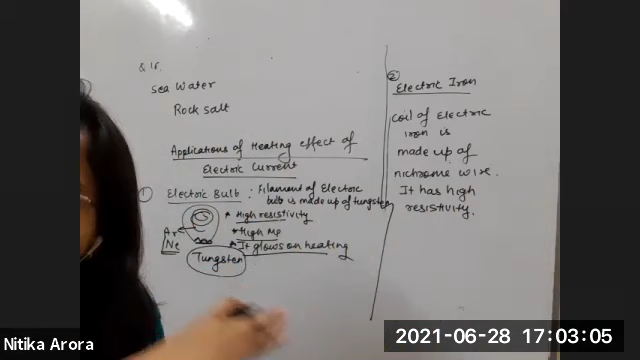 Q 18.
Sea Water
Rock salt
Applications of Heating effect of
Electric Current
① Electric Bulb : Filament of Electric
bulb is made up of tungsten
* High resistivity
* High MP
* It glows on heating
Ar
Ne
Tungsten
② Electric Iron
Coil of Electric
iron is
made up of
nichrome wire.
It has high
resistivity.
Nitika Arora
2021-06-28 17:03:05